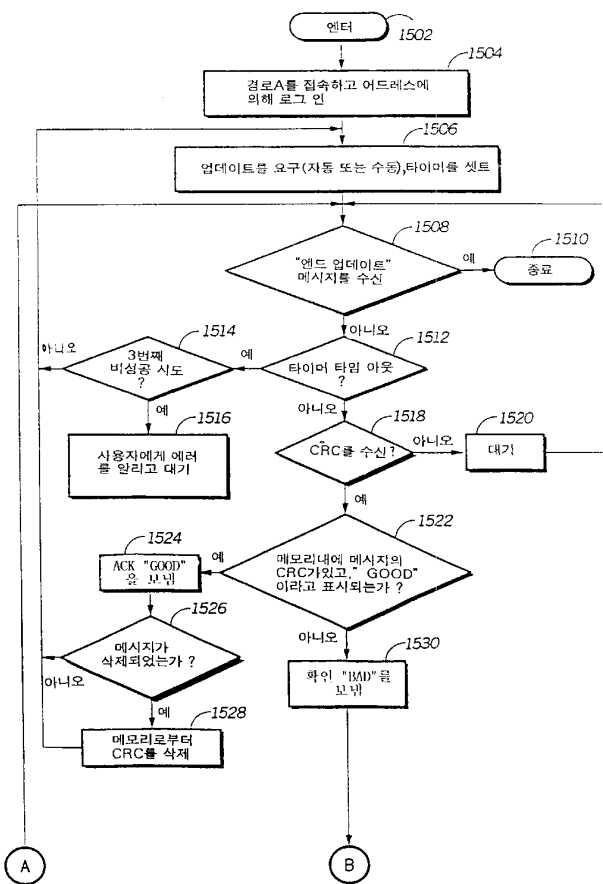 엔터
1502
1504
경로A를 접속하고 어드레스에
의해 로그 인
1506
업데이트를 요구(자동 또는 수동),타이머를 셋트
1508
"엔드 업데이트"
메시지를 수신
예
1510
종료
아니오
1512
타이머 타임 아웃
?
예
1514
3번째
비성공 시도
?
아니오
예
1516
사용자에게 에러
를 알리고 대기
아니오
1518
"CRC를 수신?
아니오
1520
대기
예
1522
메모리내에 메시지의
CRC가있고," GOOD"
이라고 표시되는가 ?
예
1524
ACK "GOOD"
을 보냄
1526
메시지가
삭제되었는가 ?
아니오
예
1528
메모리로부터
CRC를 삭제
아니오
1530
확인 "BAD"를
보냄
A
B